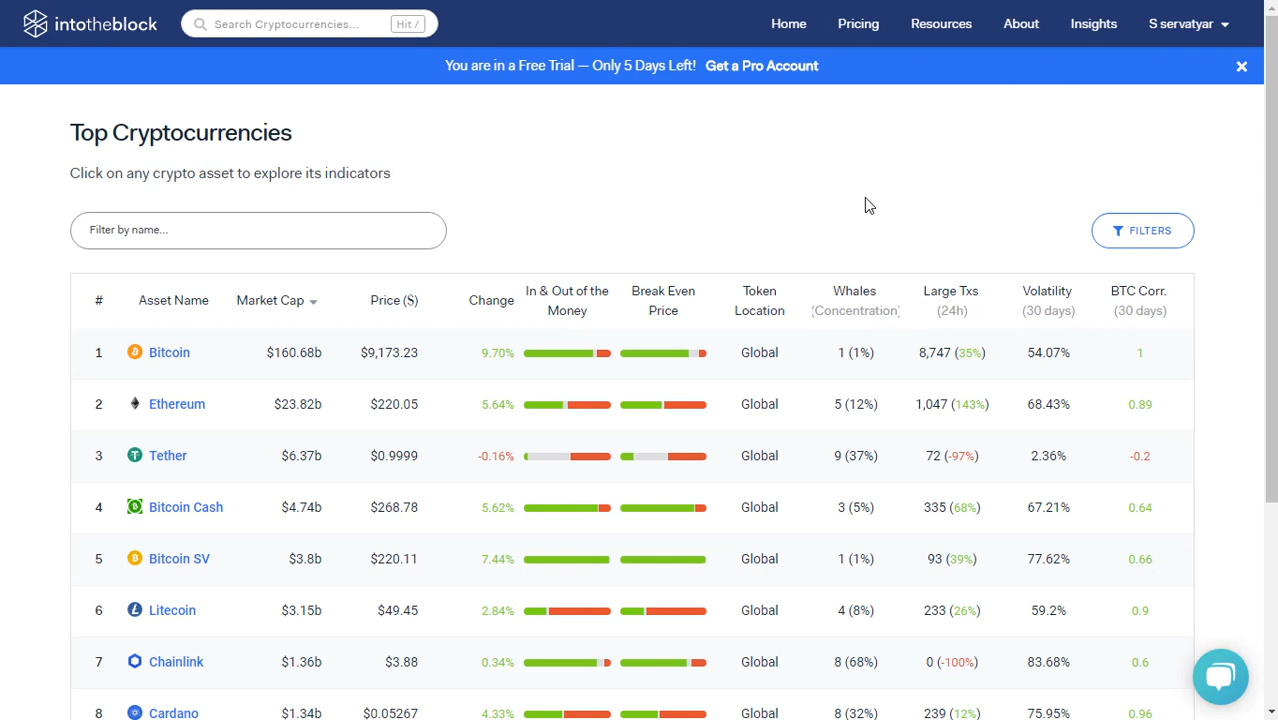 intotheblock
Search Cryptocurrencies...
Hit /
Home
Pricing
Resources
About
Insights
S servatyar
You are in a Free Trial — Only 5 Days Left! Get a Pro Account
Top Cryptocurrencies
Click on any crypto asset to explore its indicators
Filter by name...
FILTERS
# Asset Name Market Cap Price ($) Change In & Out of the Money Break Even Price Token Location Whales (Concentration) Large Txs (24h) Volatility (30 days) BTC Corr. (30 days)
1 Bitcoin $160.68b $9,173.23 9.70% Global 1 (1%) 8,747 (35%) 54.07% 1
2 Ethereum $23.82b $220.05 5.64% Global 5 (12%) 1,047 (143%) 68.43% 0.89
3 Tether $6.37b $0.9999 -0.16% Global 9 (37%) 72 (-97%) 2.36% -0.2
4 Bitcoin Cash $4.74b $268.78 5.62% Global 3 (5%) 335 (68%) 67.21% 0.64
5 Bitcoin SV $3.8b $220.11 7.44% Global 1 (1%) 93 (39%) 77.62% 0.66
6 Litecoin $3.15b $49.45 2.84% Global 4 (8%) 233 (26%) 59.2% 0.9
7 Chainlink $1.36b $3.88 0.34% Global 8 (68%) 0 (-100%) 83.68% 0.6
8 Cardano $1.34b $0.05267 4.33% Global 8 (32%) 239 (12%) 75.95% 0.96